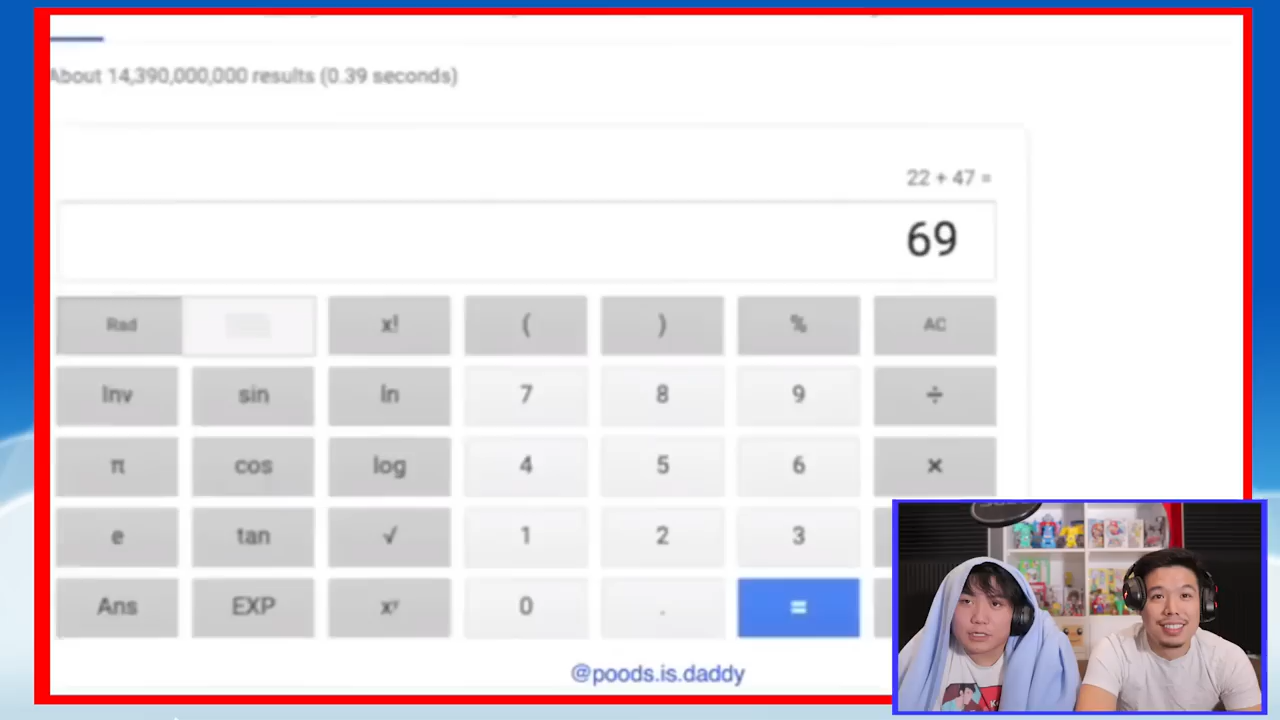 About 14,390,000,000 results (0.39 seconds)
22 + 47 =
69
Rad x! ( ) % AC
Inv sin ln 7 8 9 ÷
π cos log 4 5 6 ×
e tan √ 1 2 3
Ans EXP xʸ 0 . =
@poods.is.daddy